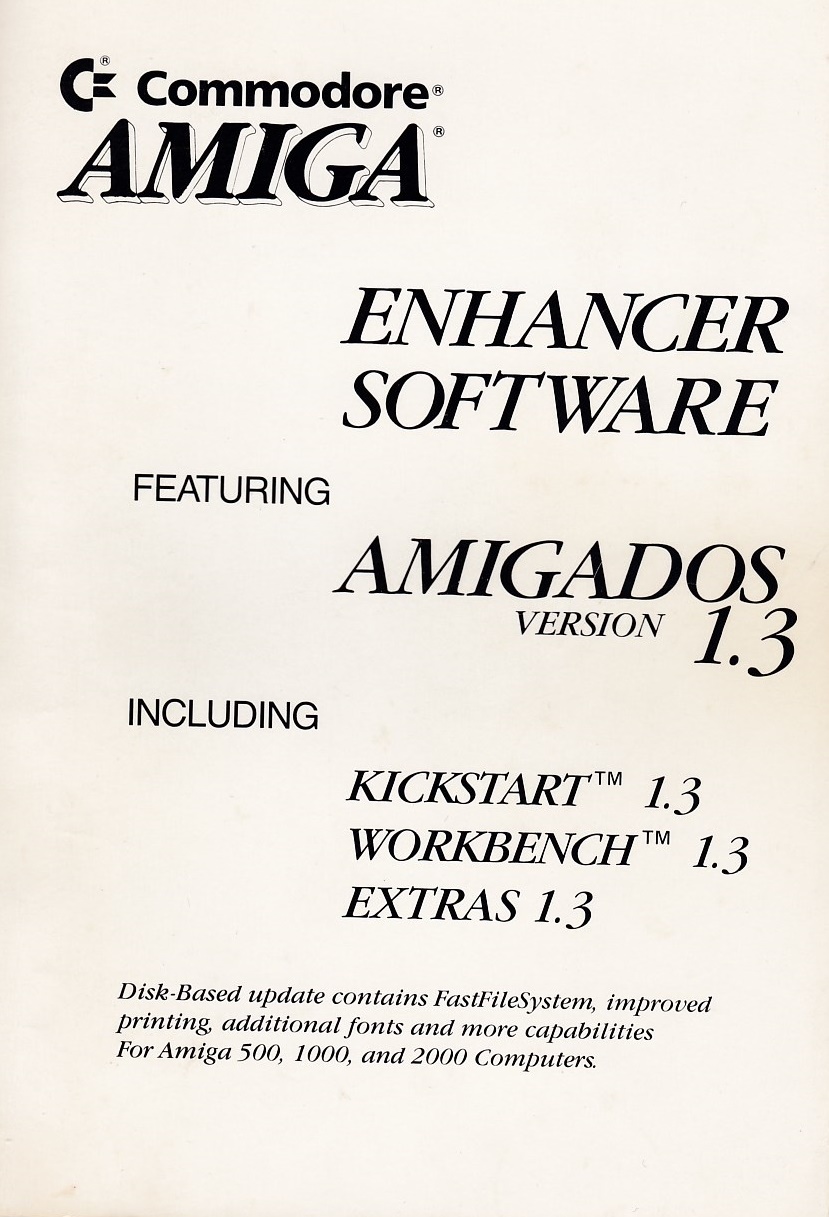 ® Commodore®
AMIGA®
ENHANCER
SOFTWARE
FEATURING
AMIGADOS
VERSION 1.3
INCLUDING
KICKSTART™ 1.3
WORKBENCH™ 1.3
EXTRAS 1.3
Disk-Based update contains FastFileSystem, improved
printing, additional fonts and more capabilities
For Amiga 500, 1000, and 2000 Computers.